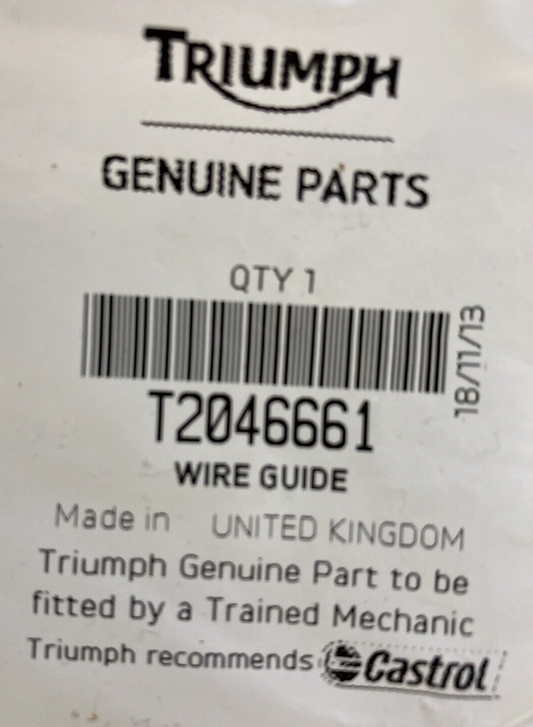 TRIUMPH
GENUINE PARTS
QTY 1
18/11/13
T2046661
WIRE GUIDE
Made in UNITED KINGDOM
Triumph Genuine Part to be
fitted by a Trained Mechanic
Triumph recommends Castrol